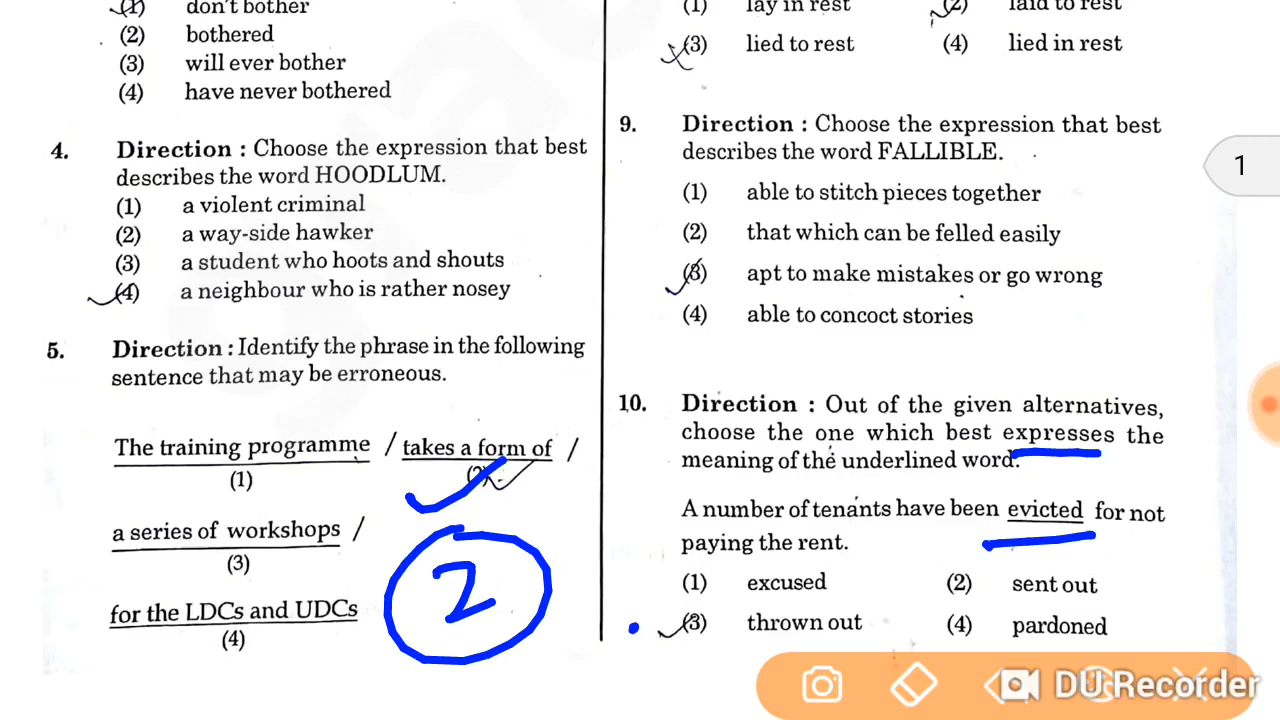 (1) don't bother
(2) bothered
(3) will ever bother
(4) have never bothered
4. Direction : Choose the expression that best
describes the word HOODLUM.
(1) a violent criminal
(2) a way-side hawker
(3) a student who hoots and shouts
(4) a neighbour who is rather nosey
5. Direction : Identify the phrase in the following
sentence that may be erroneous.
The training programme / takes a form of /
(1) (2)
a series of workshops /
(3)
for the LDCs and UDCs
(4)
2
(1) lay in rest (2) laid to rest
(3) lied to rest (4) lied in rest
9. Direction : Choose the expression that best
describes the word FALLIBLE.
(1) able to stitch pieces together
(2) that which can be felled easily
(3) apt to make mistakes or go wrong
(4) able to concoct stories
10. Direction : Out of the given alternatives,
choose the one which best expresses the
meaning of the underlined word.
A number of tenants have been evicted for not
paying the rent.
(1) excused (2) sent out
(3) thrown out (4) pardoned
1
DU Recorder